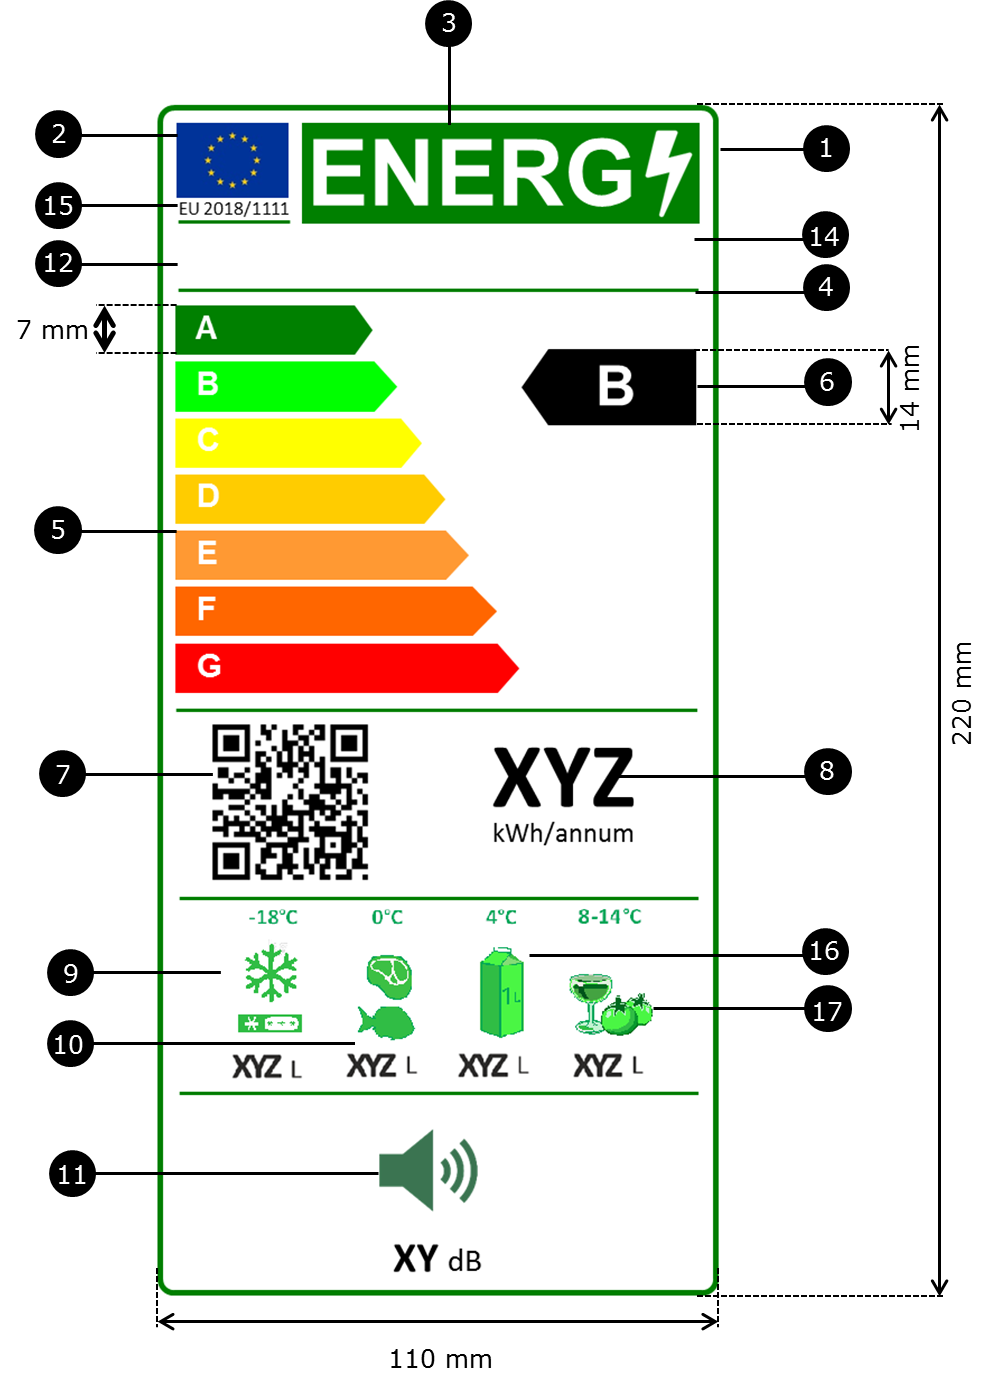 3
2
ENERG
1
15
EU 2018/1111
14
12
4
7 mm
A
B
B
6
14 mm
C
D
5
E
F
G
220 mm
7
XYZ
8
kWh/annum
-18°C
0°C
4°C
8-14°C
16
9
1L
17
10
XYZ L
XYZ L
XYZ L
XYZ L
11
XY dB
110 mm